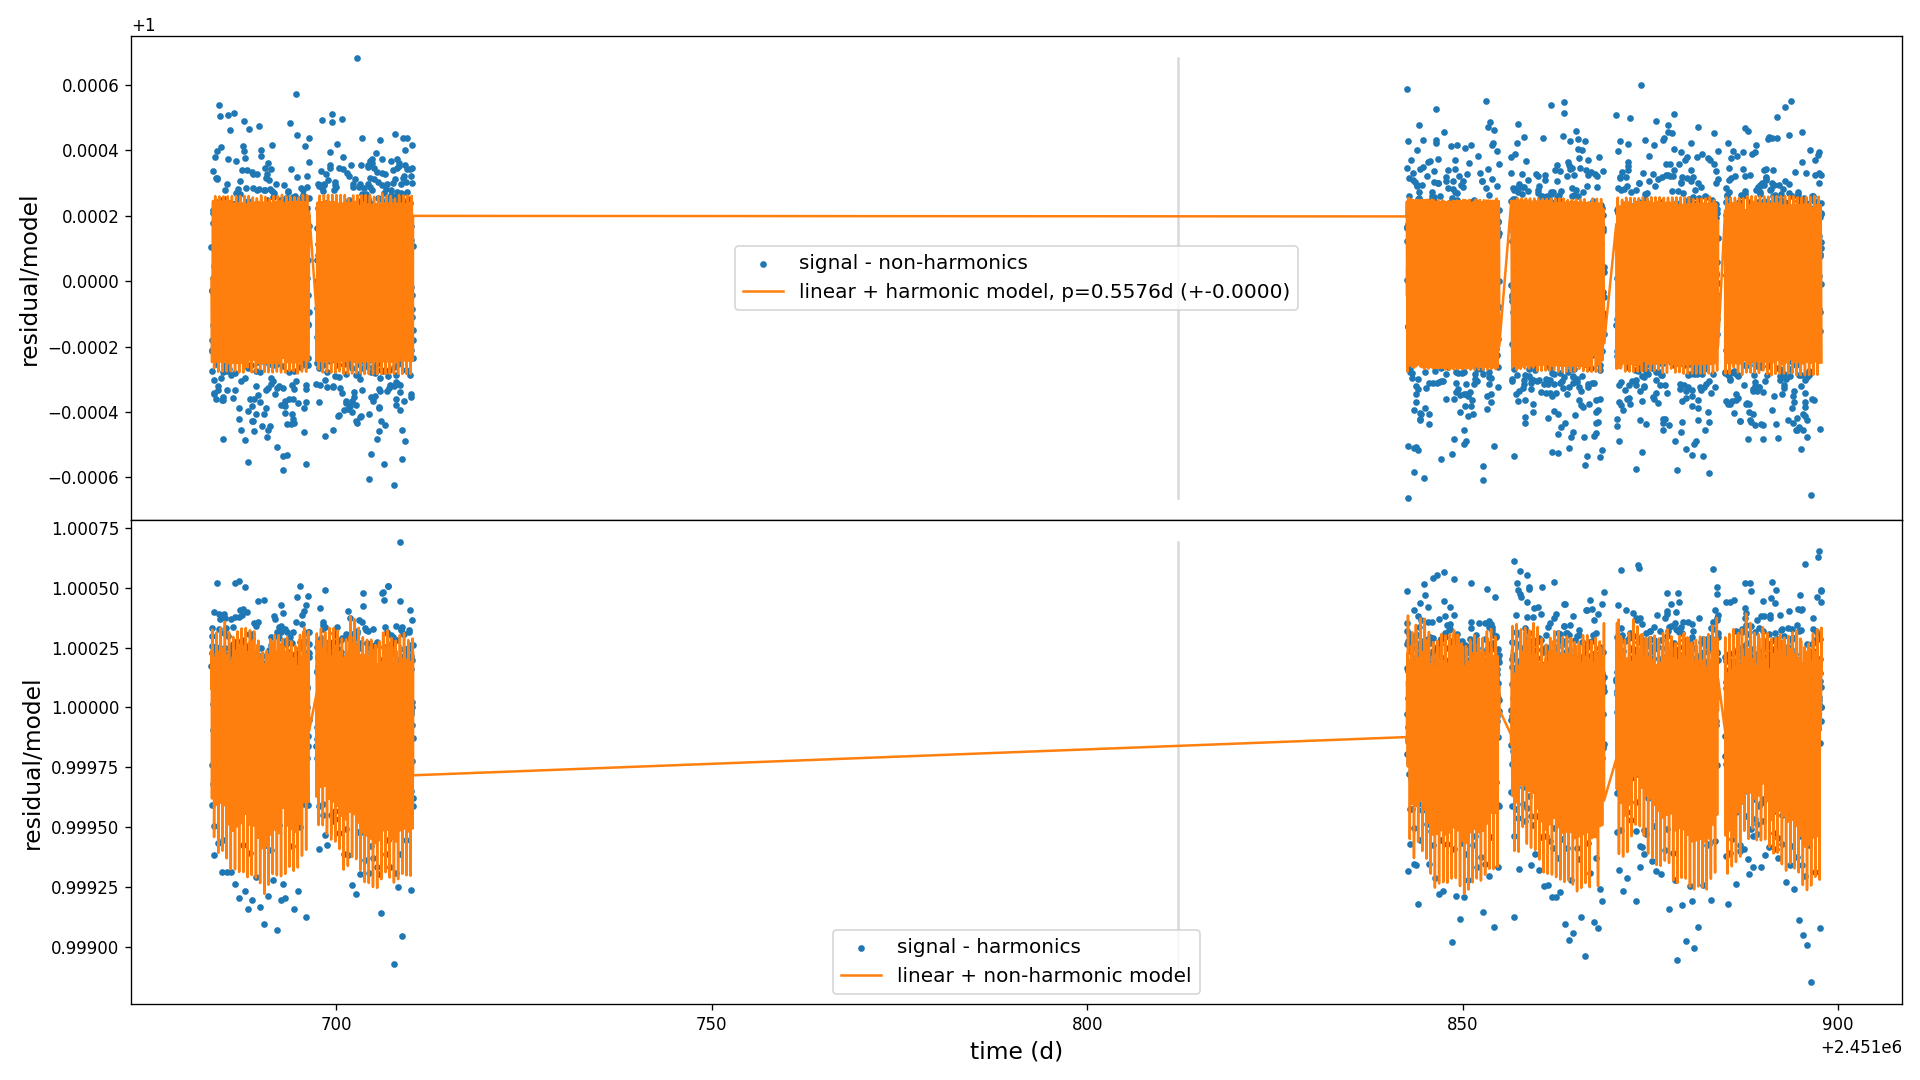 +1
0.0006
0.0004
0.0002
0.0000
−0.0002
−0.0004
−0.0006
residual/model
signal - non-harmonics
linear + harmonic model, p=0.5576d (+-0.0000)
1.00075
1.00050
1.00025
1.00000
0.99975
0.99950
0.99925
0.99900
residual/model
signal - harmonics
linear + non-harmonic model
700
750
800
850
900
time (d)
+2.451e6